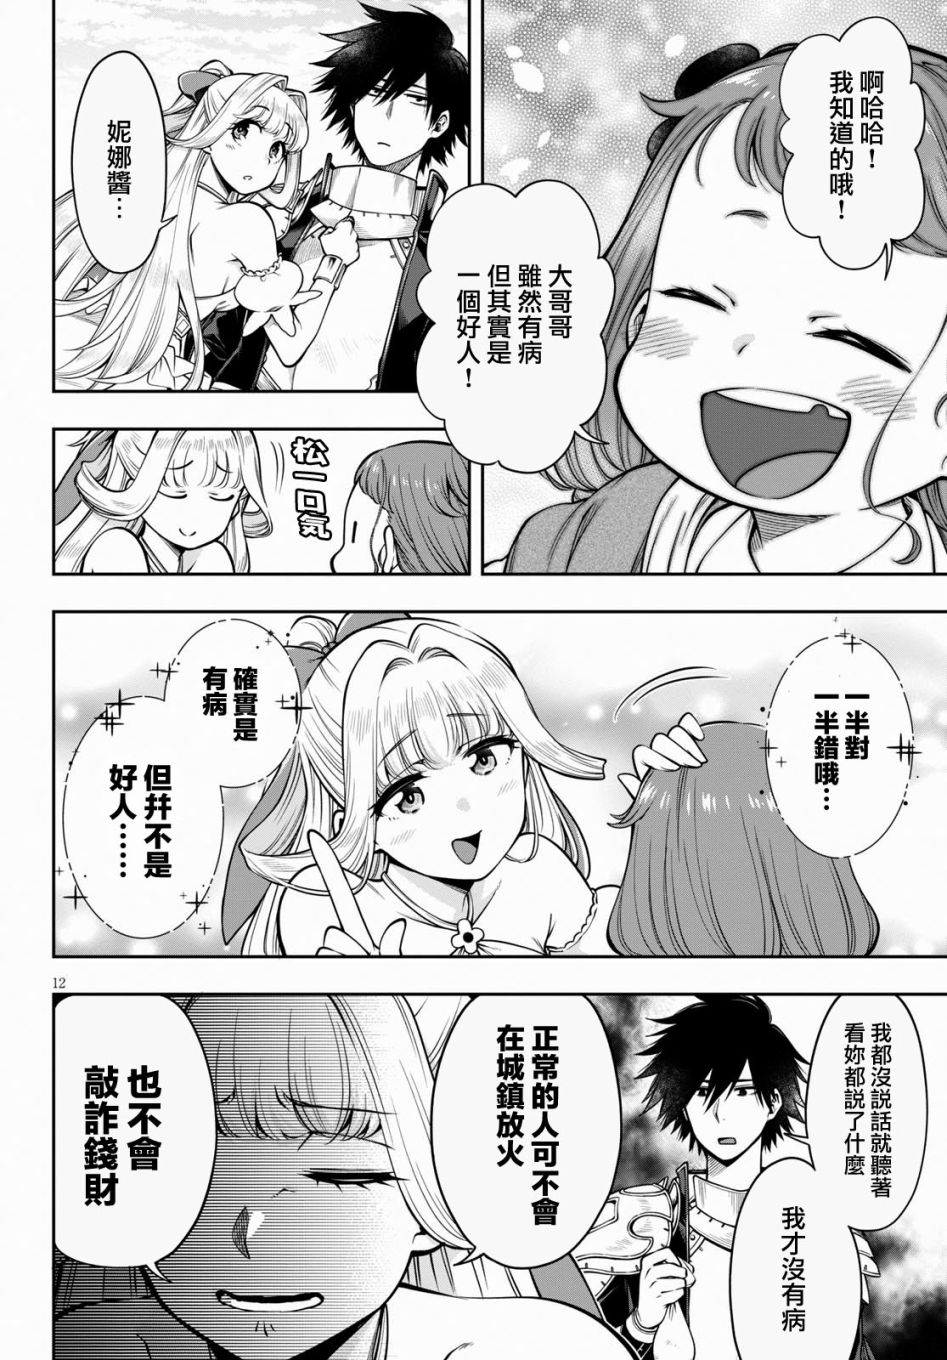 啊哈哈！
我知道的哦！
大哥哥
雖然有病
但其實是
一個好人！
妮娜醬…
松一口氣
一半對
一半錯哦…
確實是
有病
但并不是
好人……
12
我都沒説話就聽著
看妳都説了什麼
我才沒有病
正常的人可不會
在城鎮放火
也不會
敲詐錢財